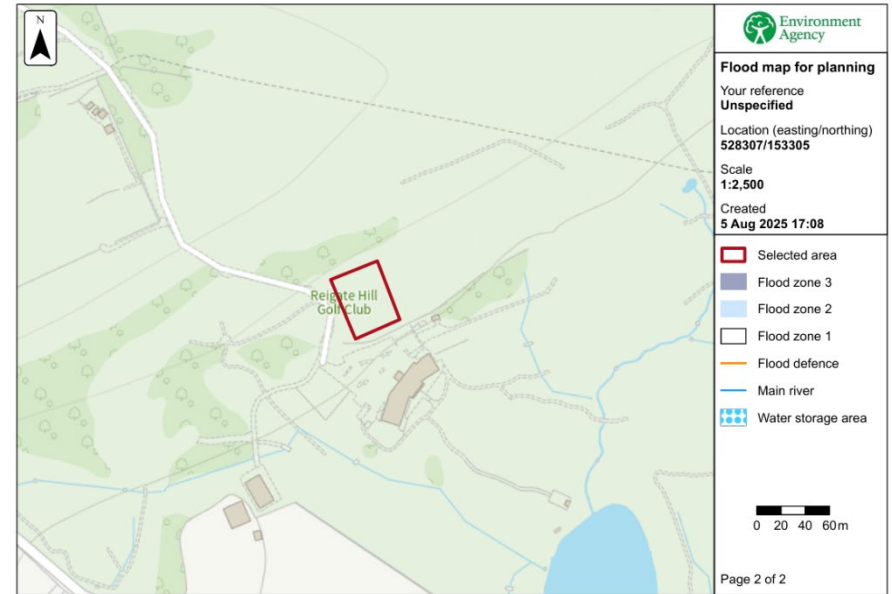 N
Reigate Hill
Golf Club
Environment
Agency
Flood map for planning
Your reference
Unspecified
Location (easting/northing)
528307/153305
Scale
1:2,500
Created
5 Aug 2025 17:08
Selected area
Flood zone 3
Flood zone 2
Flood zone 1
Flood defence
Main river
Water storage area
0 20 40 60m
Page 2 of 2